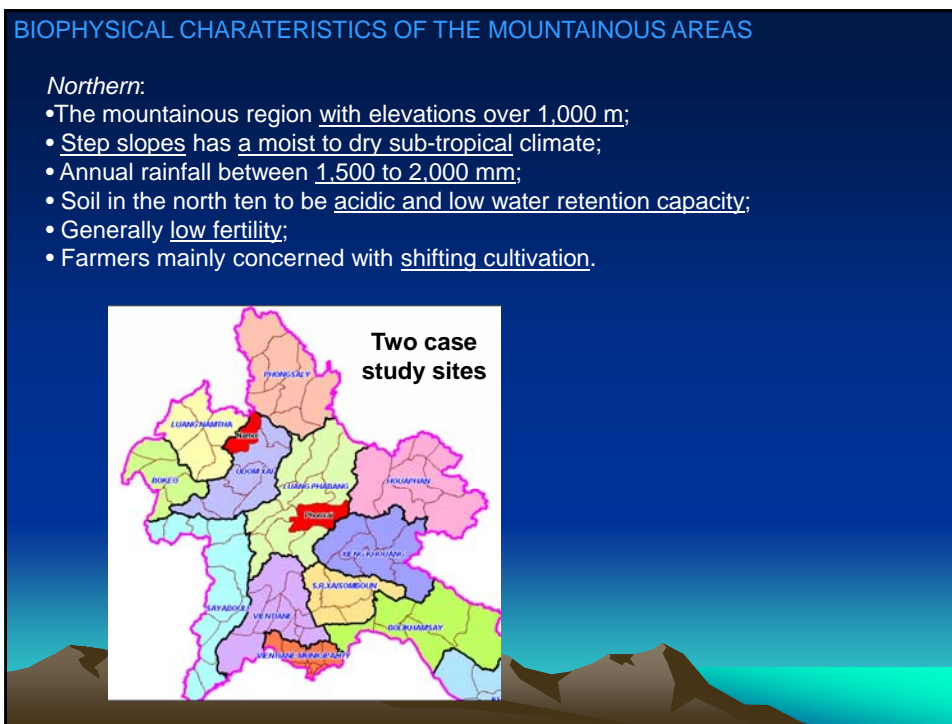 BIOPHYSICAL CHARATERISTICS OF THE MOUNTAINOUS AREAS
Northern:
•The mountainous region with elevations over 1,000 m;
• Step slopes has a moist to dry sub-tropical climate;
• Annual rainfall between 1,500 to 2,000 mm;
• Soil in the north ten to be acidic and low water retention capacity;
• Generally low fertility;
• Farmers mainly concerned with shifting cultivation.
Two case
study sites
PHONGSALY
LUANG NAMTHA
Namo
BOKEO
UDOM XAI
LUANG PHABANG
HOUAPHAN
Phonxai
XIENG KHOUANG
S.R.XAISOMBOUN
SAYABOULI
VIENTIANE
BOLIKHAMSAY
VIENTIANE MUNICIPARITY